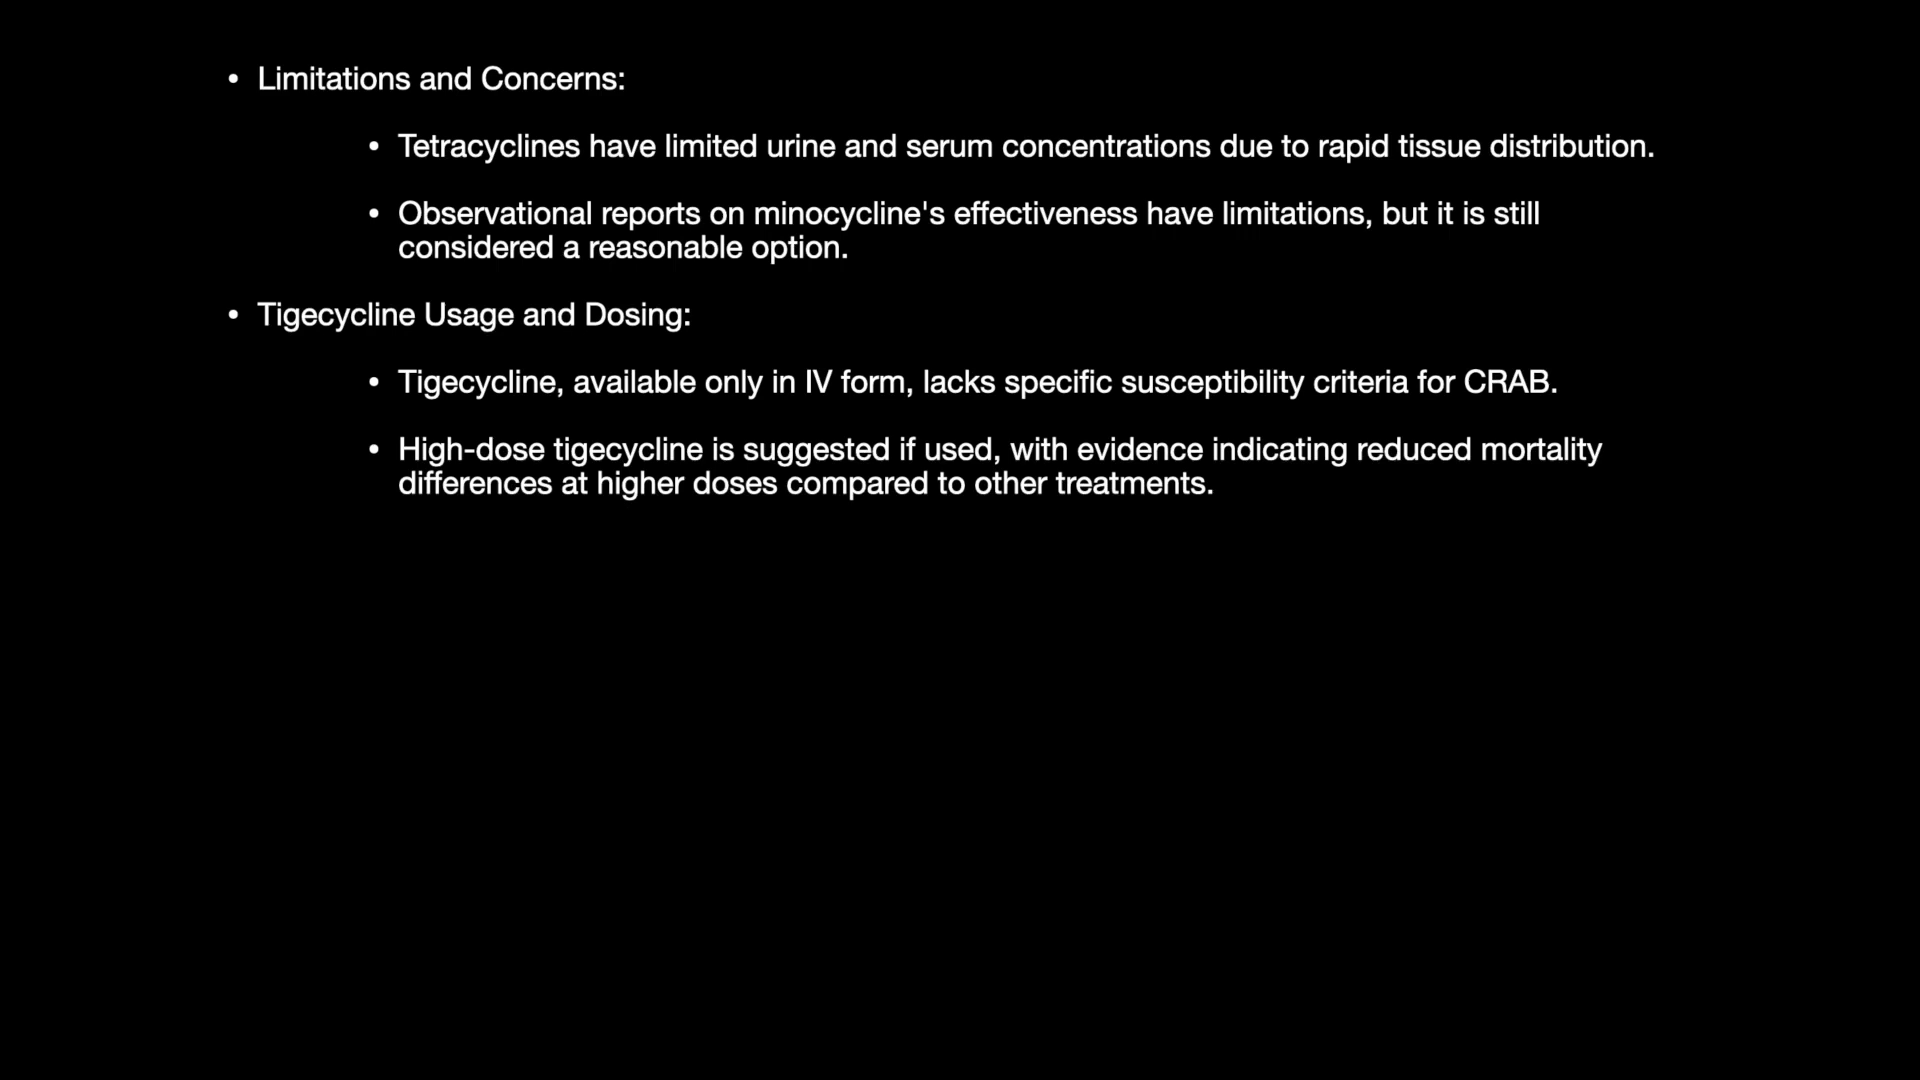 • Limitations and Concerns:
• Tetracyclines have limited urine and serum concentrations due to rapid tissue distribution.
• Observational reports on minocycline's effectiveness have limitations, but it is still
considered a reasonable option.
• Tigecycline Usage and Dosing:
• Tigecycline, available only in IV form, lacks specific susceptibility criteria for CRAB.
• High-dose tigecycline is suggested if used, with evidence indicating reduced mortality
differences at higher doses compared to other treatments.